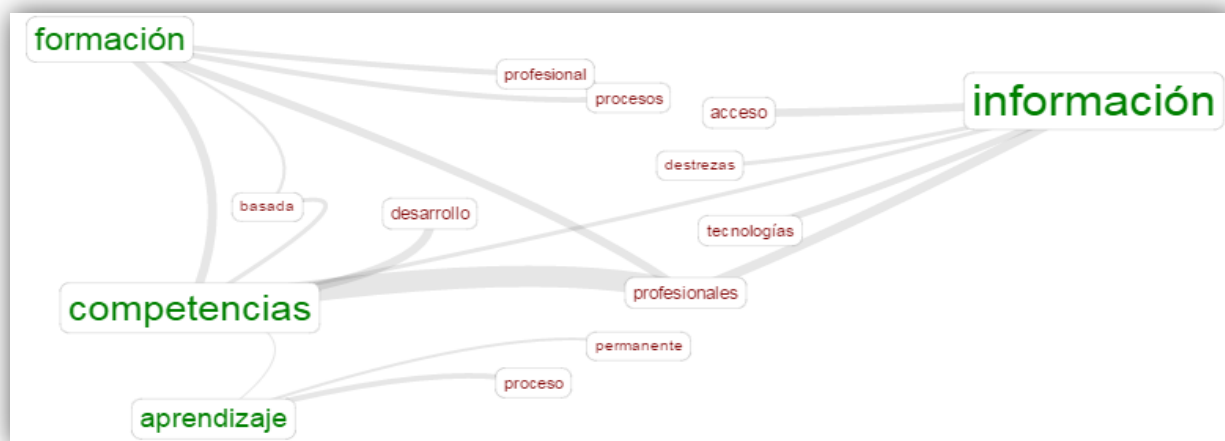 formación
profesional
procesos
información
acceso
destrezas
basada
desarrollo
tecnologías
profesionales
competencias
permanente
proceso
aprendizaje